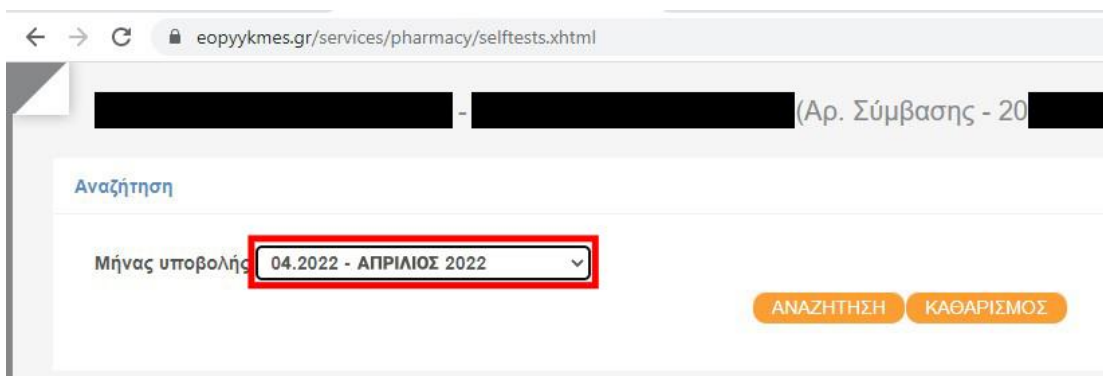 eopyykmes.gr/services/pharmacy/selftests.xhtml
- (Αρ. Σύμβασης - 20
Αναζήτηση
Μήνας υποβολής 04.2022 - ΑΠΡΙΛΙΟΣ 2022
ΑΝΑΖΗΤΗΣΗ ΚΑΘΑΡΙΣΜΟΣ